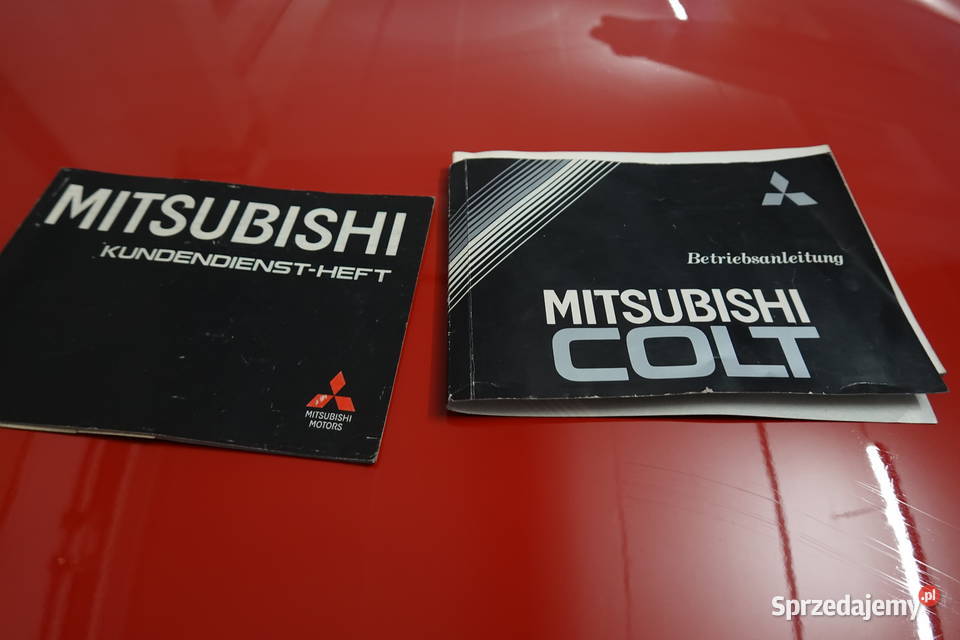 MITSUBISHI
KUNDENDIENST-HEFT
MITSUBISHI
MOTORS
Betriebsanleitung
MITSUBISHI
COLT
Sprzedajemy.pl